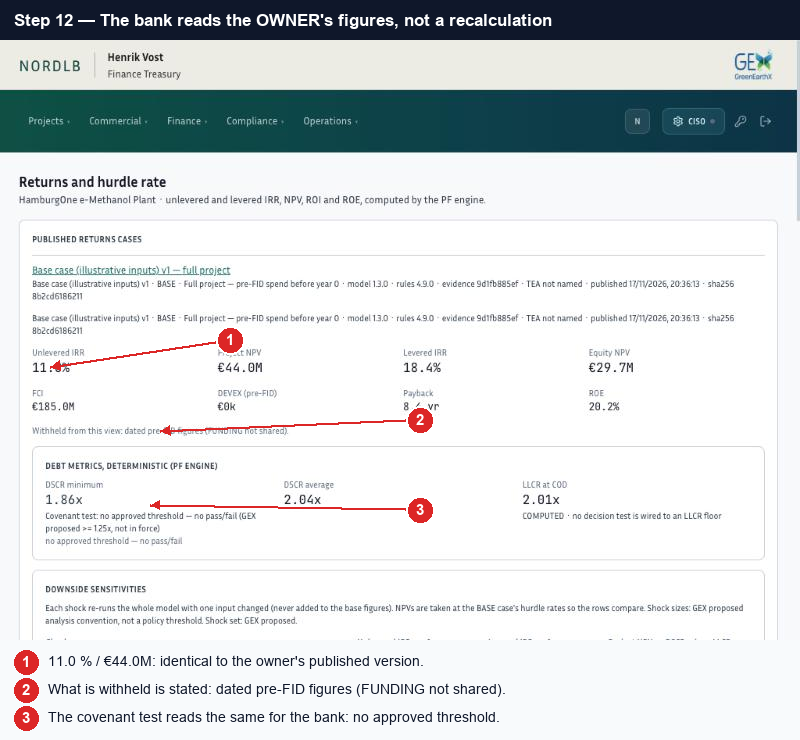 Step 12 — The bank reads the OWNER's figures, not a recalculation
NORDLB
Henrik Vost
Finance Treasury
GEX
GreenEarthX
Projects
Commercial
Finance
Compliance
Operations
N
CISO
Returns and hurdle rate
HamburgOne e-Methanol Plant · unlevered and levered IRR, NPV, ROI and ROE, computed by the PF engine.
PUBLISHED RETURNS CASES
Base case (illustrative inputs) v1 — full project
Base case (illustrative inputs) v1 · BASE · Full project — pre-FID spend before year 0 · model 1.3.0 · rules 4.9.0 · evidence 9d1fb885ef · TEA not named · published 17/11/2026, 20:36:13 · sha256
8b2cd6186211
Base case (illustrative inputs) v1 · BASE · Full project — pre-FID spend before year 0 · model 1.3.0 · rules 4.9.0 · evidence 9d1fb885ef · TEA not named · published 17/11/2026, 20:36:13 · sha256
8b2cd6186211
1
Unlevered IRR
NPV
Levered IRR
Equity NPV
€44.0M
18.4%
€29.7M
FCI
DEVEX (pre-FID)
Payback
ROE
€185.0M
€0k
yr
20.2%
2
Withheld from this view: dated figures (FUNDING not shared).
DEBT METRICS, DETERMINISTIC (PF ENGINE)
DSCR minimum
DSCR average
LLCR at COD
1.86x
2.04x
2.01x
3
Covenant test: no approved threshold — no pass/fail (GEX
proposed >= 1.25x, not in force)
COMPUTED · no decision test is wired to an LLCR floor
no approved threshold — no pass/fail
DOWNSIDE SENSITIVITIES
Each shock re-runs the whole model with one input changed (never added to the base figures). NPVs are taken at the BASE case's hurdle rates so the rows compare. Shock sizes: GEX proposed
analysis convention, not a policy threshold. Shock set: GEX proposed.
1 11.0 % / €44.0M: identical to the owner's published version.
2 What is withheld is stated: dated pre-FID figures (FUNDING not shared).
3 The covenant test reads the same for the bank: no approved threshold.